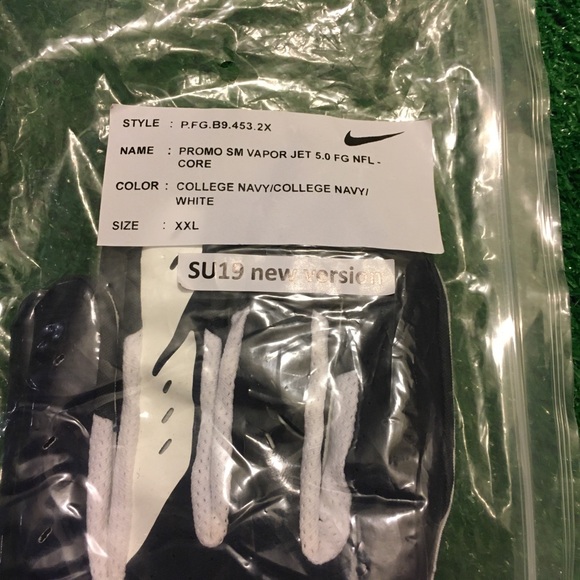 STYLE : P.FG.B9.453.2X
NAME : PROMO SM VAPOR JET 5.0 FG NFL -
CORE
COLOR : COLLEGE NAVY/COLLEGE NAVY/
WHITE
SIZE : XXL
SU19 new version